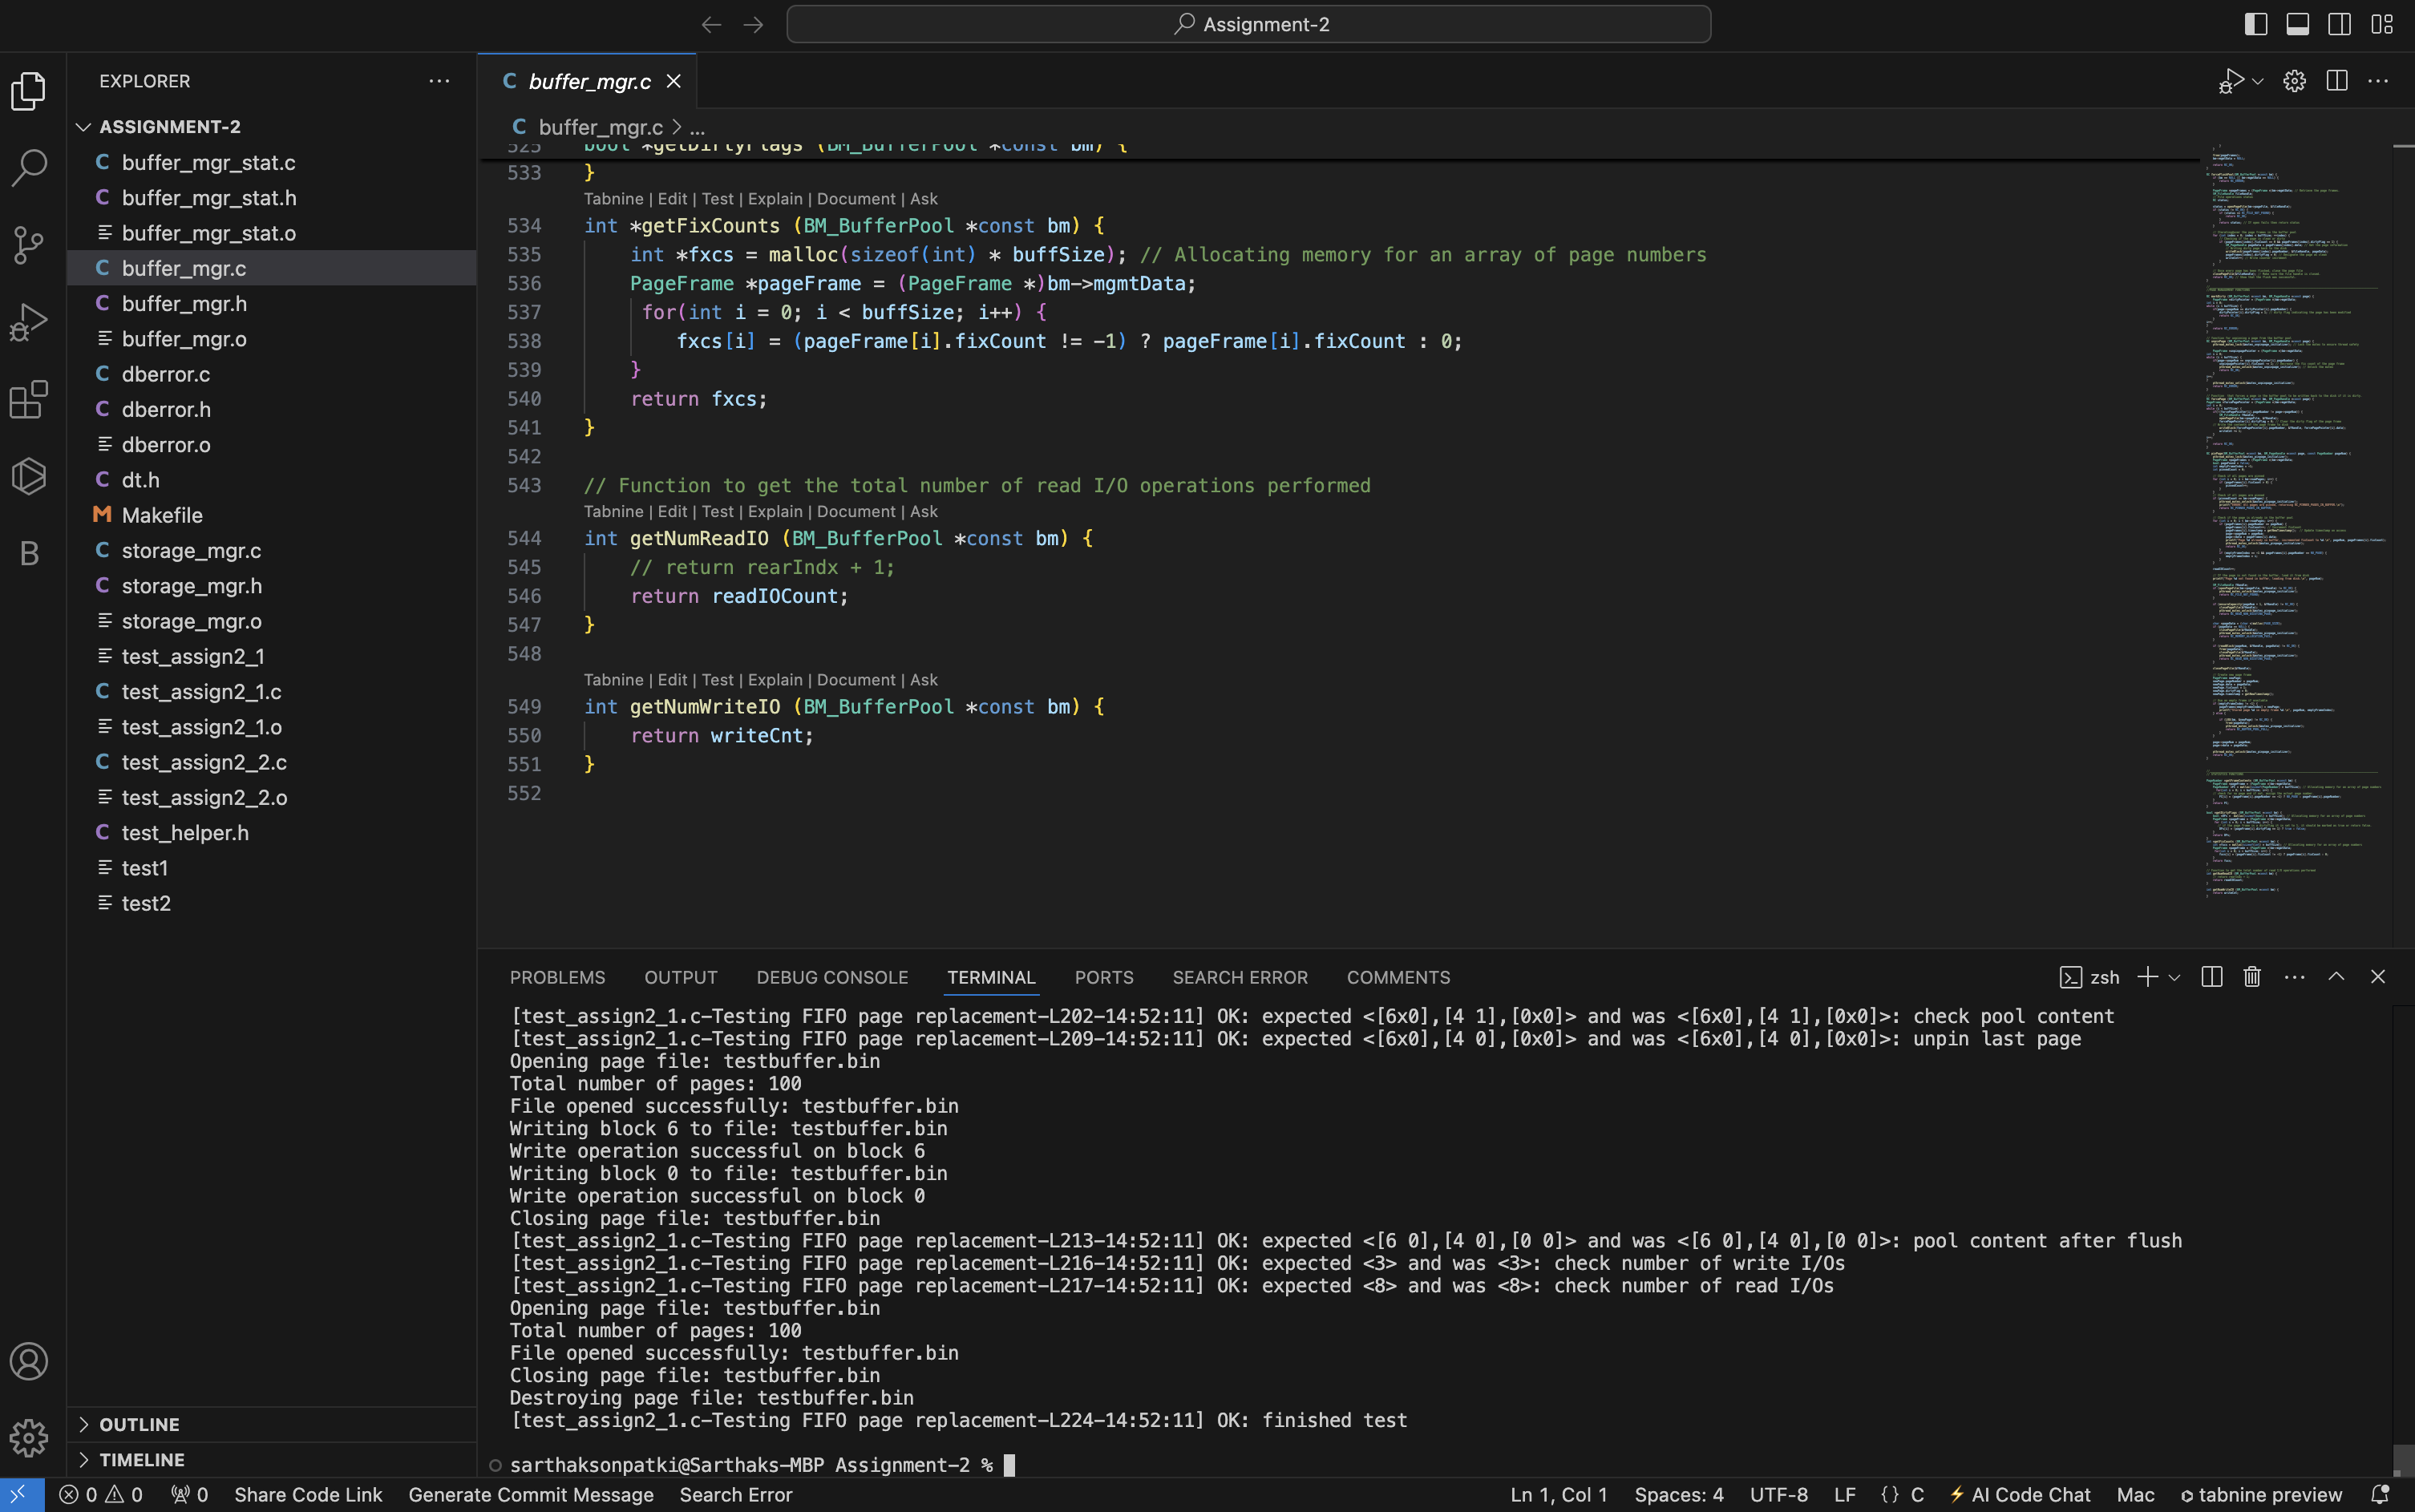 Assignment-2
EXPLORER
ASSIGNMENT-2
buffer_mgr_stat.c
buffer_mgr_stat.h
buffer_mgr_stat.o
buffer_mgr.c
buffer_mgr.h
buffer_mgr.o
dberror.c
dberror.h
dberror.o
dt.h
Makefile
storage_mgr.c
storage_mgr.h
storage_mgr.o
test_assign2_1
test_assign2_1.c
test_assign2_1.o
test_assign2_2.c
test_assign2_2.o
test_helper.h
test1
test2
OUTLINE
TIMELINE
C buffer_mgr.c
C buffer_mgr.c > ...
525 bool *getDirtyFlags (BM_BufferPool *const bm) {
533 }
Tabnine | Edit | Test | Explain | Document | Ask
534 int *getFixCounts (BM_BufferPool *const bm) {
535 int *fxcs = malloc(sizeof(int) * buffSize); // Allocating memory for an array of page numbers
536 PageFrame *pageFrame = (PageFrame *)bm->mgmtData;
537 for(int i = 0; i < buffSize; i++) {
538 fxcs[i] = (pageFrame[i].fixCount != -1) ? pageFrame[i].fixCount : 0;
539 }
540 return fxcs;
541 }
542
543 // Function to get the total number of read I/O operations performed
Tabnine | Edit | Test | Explain | Document | Ask
544 int getNumReadIO (BM_BufferPool *const bm) {
545 // return rearIndx + 1;
546 return readIOCount;
547 }
548
Tabnine | Edit | Test | Explain | Document | Ask
549 int getNumWriteIO (BM_BufferPool *const bm) {
550 return writeCnt;
551 }
552
PROBLEMS OUTPUT DEBUG CONSOLE TERMINAL PORTS SEARCH ERROR COMMENTS zsh
[test_assign2_1.c-Testing FIFO page replacement-L202-14:52:11] OK: expected <[6x0],[4 1],[0x0]> and was <[6x0],[4 1],[0x0]>: check pool content
[test_assign2_1.c-Testing FIFO page replacement-L209-14:52:11] OK: expected <[6x0],[4 0],[0x0]> and was <[6x0],[4 0],[0x0]>: unpin last page
Opening page file: testbuffer.bin
Total number of pages: 100
File opened successfully: testbuffer.bin
Writing block 6 to file: testbuffer.bin
Write operation successful on block 6
Writing block 0 to file: testbuffer.bin
Write operation successful on block 0
Closing page file: testbuffer.bin
[test_assign2_1.c-Testing FIFO page replacement-L213-14:52:11] OK: expected <[6 0],[4 0],[0 0]> and was <[6 0],[4 0],[0 0]>: pool content after flush
[test_assign2_1.c-Testing FIFO page replacement-L216-14:52:11] OK: expected <3> and was <3>: check number of write I/Os
[test_assign2_1.c-Testing FIFO page replacement-L217-14:52:11] OK: expected <8> and was <8>: check number of read I/Os
Opening page file: testbuffer.bin
Total number of pages: 100
File opened successfully: testbuffer.bin
Closing page file: testbuffer.bin
Destroying page file: testbuffer.bin
[test_assign2_1.c-Testing FIFO page replacement-L224-14:52:11] OK: finished test
sarthaksonpatki@Sarthaks-MBP Assignment-2 %
0 0 0 Share Code Link Generate Commit Message Search Error Ln 1, Col 1 Spaces: 4 UTF-8 LF {} C AI Code Chat Mac tabnine preview